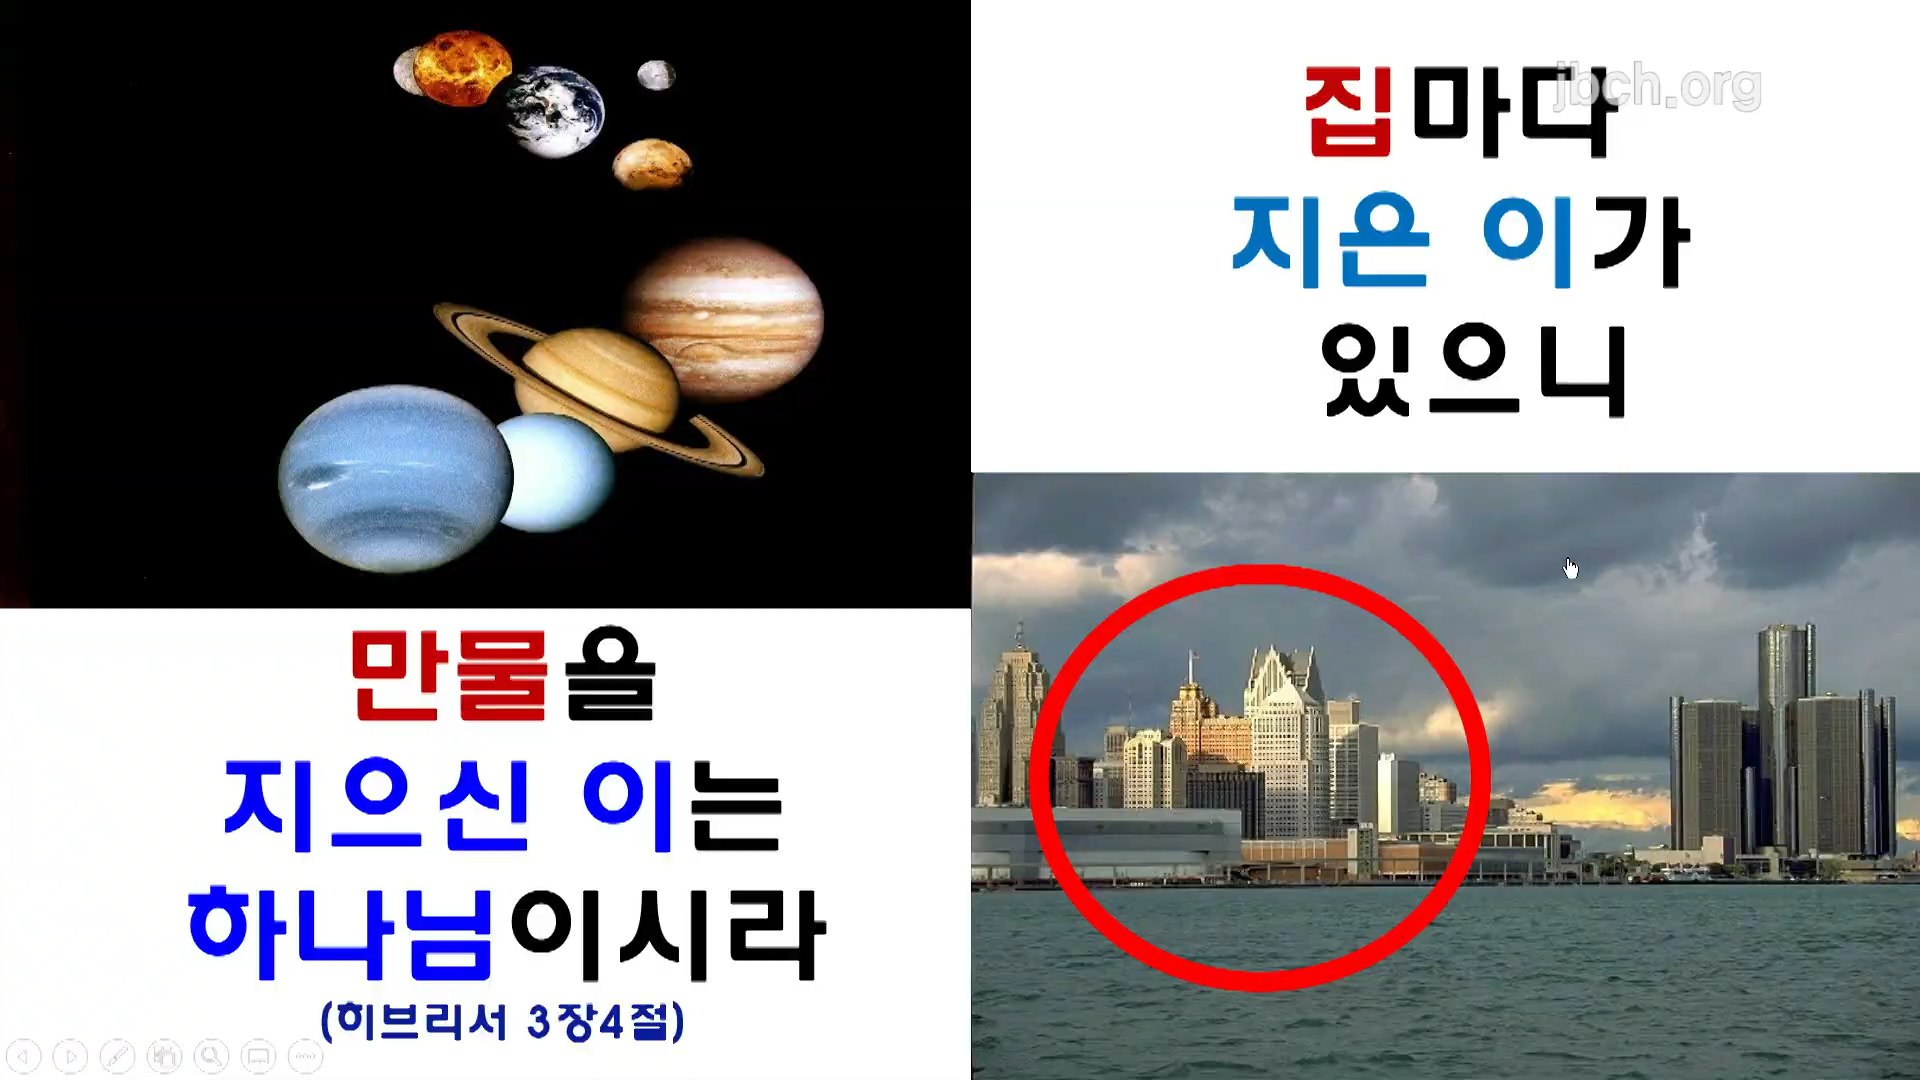 집마다
지은 이가
있으니
jbch.org
만물을
지으신 이는
하나님이시라
(히브리서 3장4절)